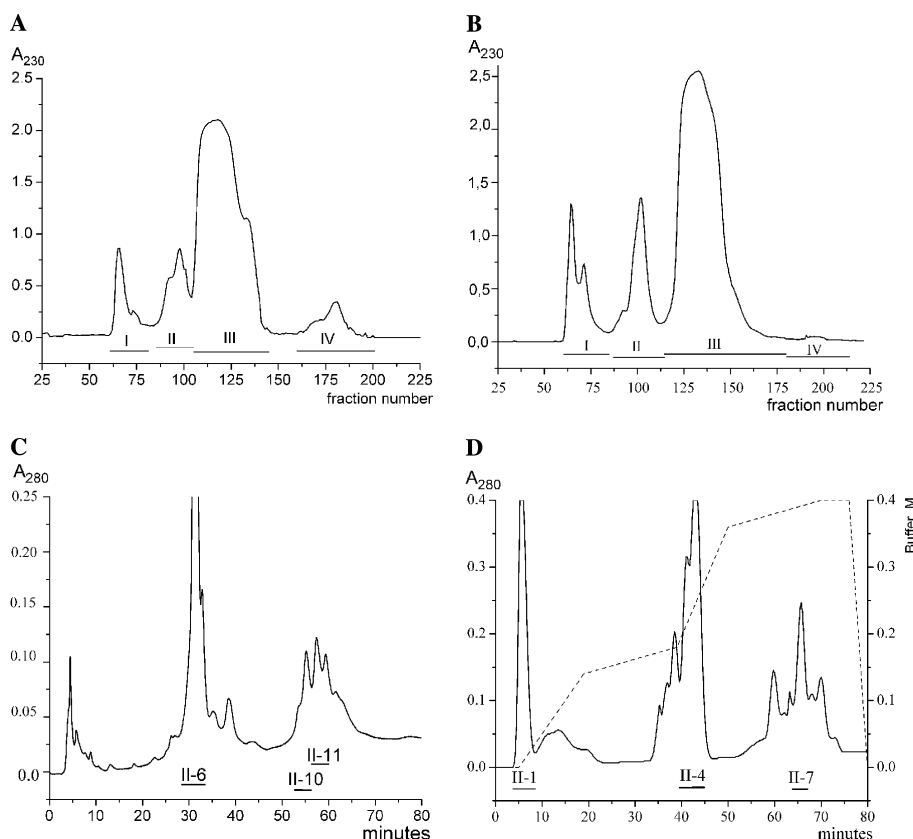 A
A230
2.5
2.0
1.5
1.0
0.5
0.0
I II III IV
25 50 75 100 125 150 175 200 225
fraction number
B
A230
2,5
2,0
1,5
1,0
0,5
0,0
I II III IV
25 50 75 100 125 150 175 200 225
fraction number
C
A280
0.25
0.20
0.15
0.10
0.05
0.0
II-6
II-11
II-10
0 10 20 30 40 50 60 70 80
minutes
D
A280
0.4 0.4
0.3 0.3
0.2 0.2
0.1 0.1
0.0 0.0
Buffer, M
II-1 II-4 II-7
0 10 20 30 40 50 60 70 80
minutes